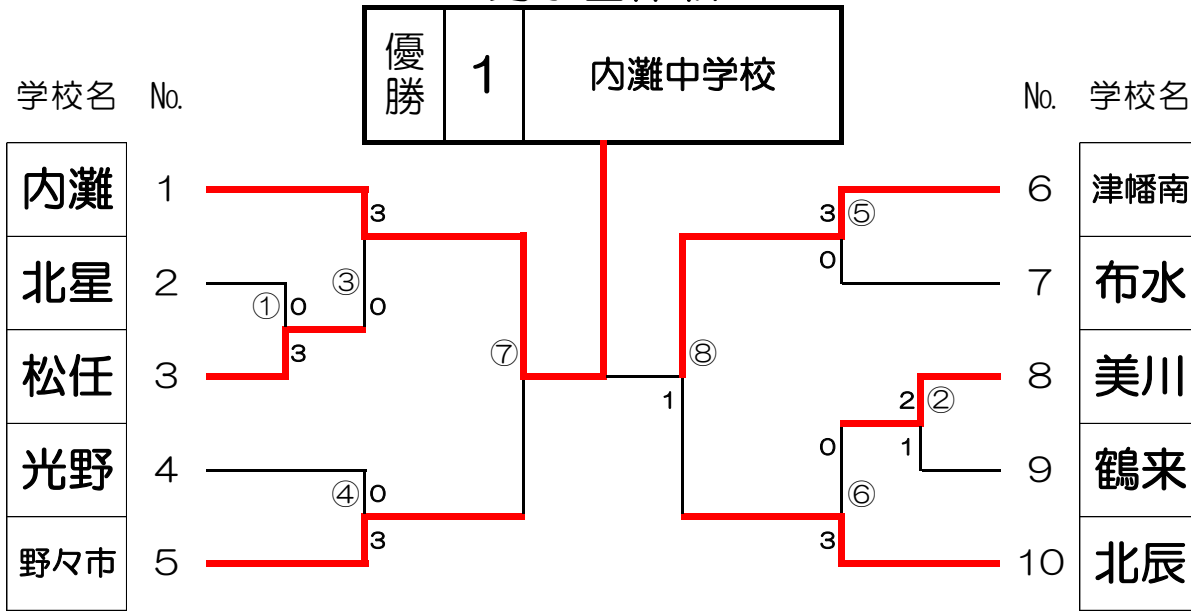 優勝 1 内灘中学校
学校名 No.
No. 学校名
内灘 1
北星 2
松任 3
光野 4
野々市 5
6 津幡南
7 布水
8 美川
9 鶴来
10 北辰
3
③
0
① 0
3
⑦
④ 0
3
3 ⑤
0
⑧
1
2 ②
1
0
⑥
3